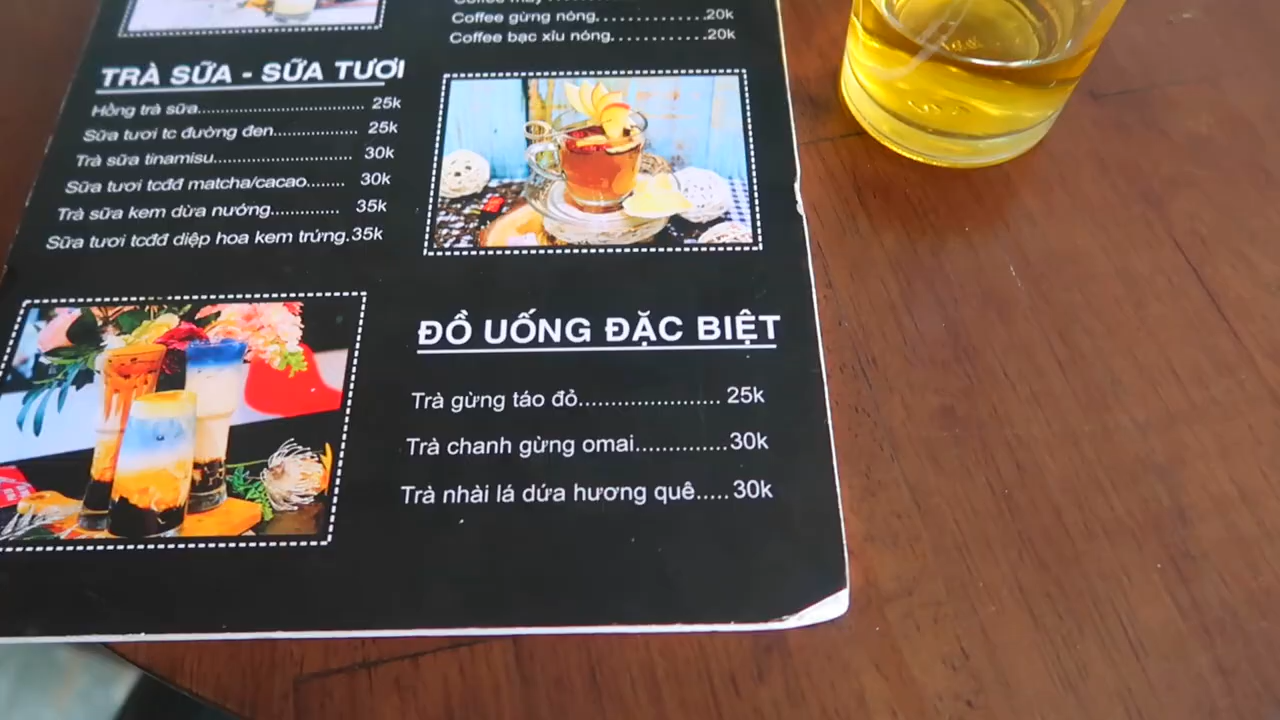 Coffee máy
Coffee gừng nóng.................20k
Coffee bạc xỉu nóng..............20k
TRÀ SỮA - SỮA TƯƠI
Hồng trà sữa.................................. 25k
Sữa tươi tc đường đen................. 25k
Trà sữa tinamisu............................ 30k
Sữa tươi tcđđ matcha/cacao........ 30k
Trà sữa kem dừa nướng............. 35k
Sữa tươi tcđđ diệp hoa kem trứng.35k
ĐỒ UỐNG ĐẶC BIỆT
Trà gừng táo đỏ...................... 25k
Trà chanh gừng omai.............30k
Trà nhài lá dứa hương quê.....30k